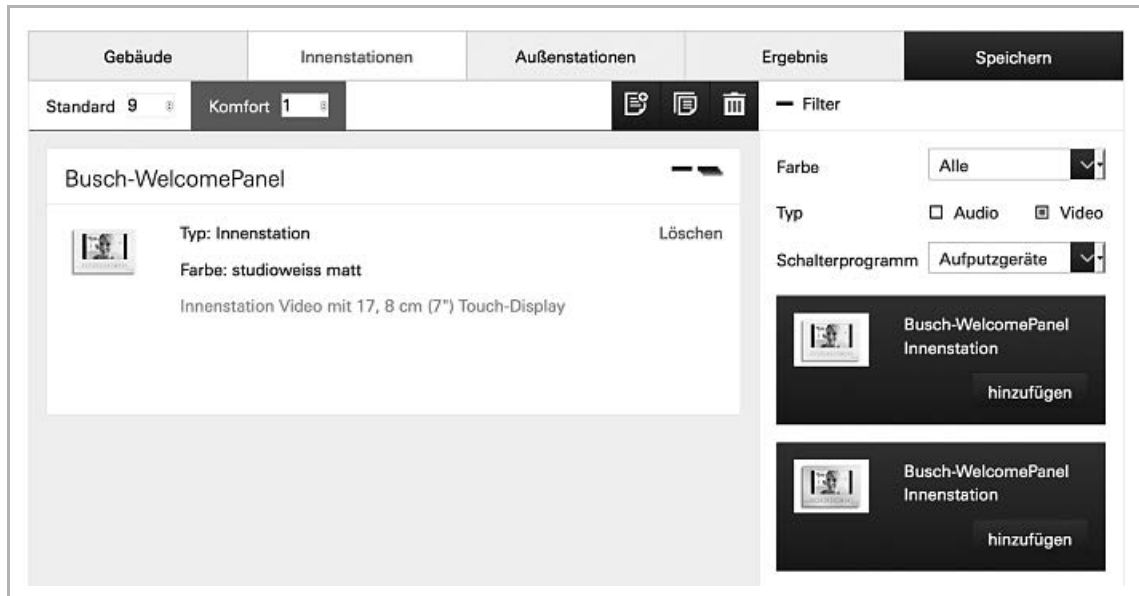 Gebäude
Innenstationen
Außenstationen
Ergebnis
Speichern
Standard 9
Komfort 1
Filter
Busch-WelcomePanel
Typ: Innenstation
Löschen
Farbe: studioweiss matt
Innenstation Video mit 17, 8 cm (7") Touch-Display
Farbe
Alle
Typ
Audio
Video
Schalterprogramm
Aufputzgeräte
Busch-WelcomePanel
Innenstation
hinzufügen
Busch-WelcomePanel
Innenstation
hinzufügen